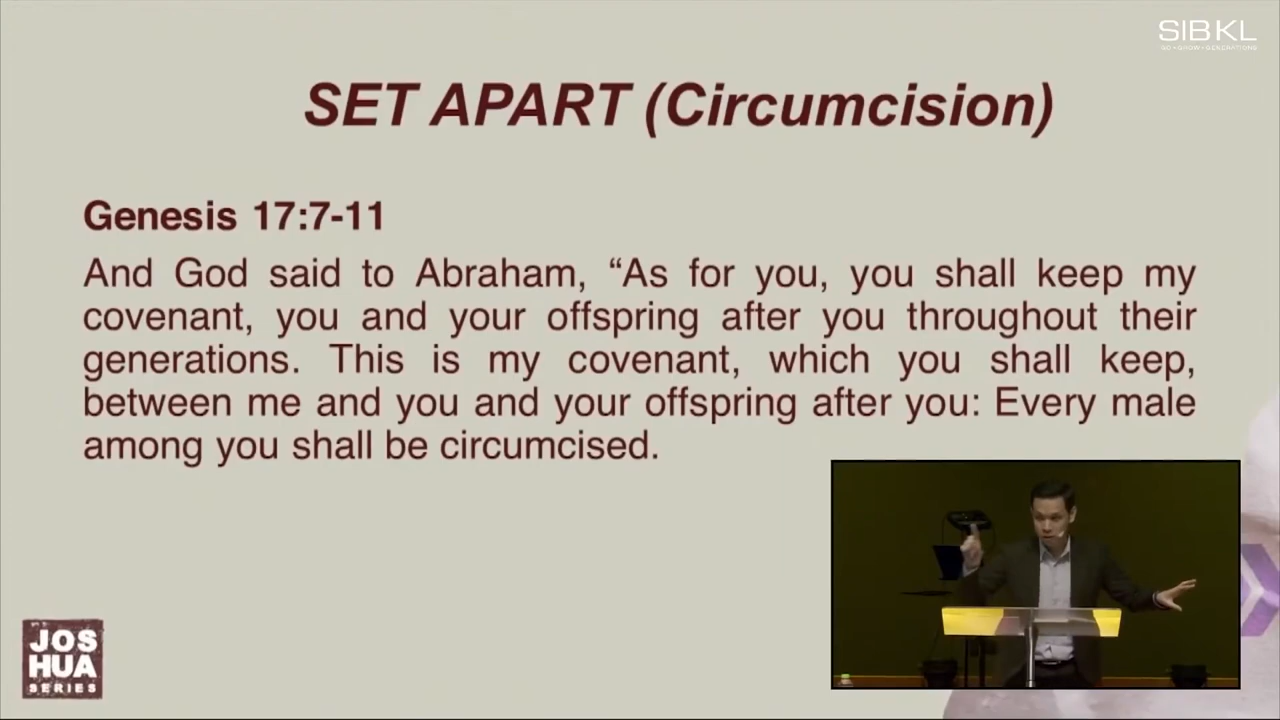 SIBKL
GO • GROW • GENERATIONS
SET APART (Circumcision)
Genesis 17:7-11
And God said to Abraham, “As for you, you shall keep my
covenant, you and your offspring after you throughout their
generations. This is my covenant, which you shall keep,
between me and you and your offspring after you: Every male
among you shall be circumcised.
JOS
HUA
SERIES